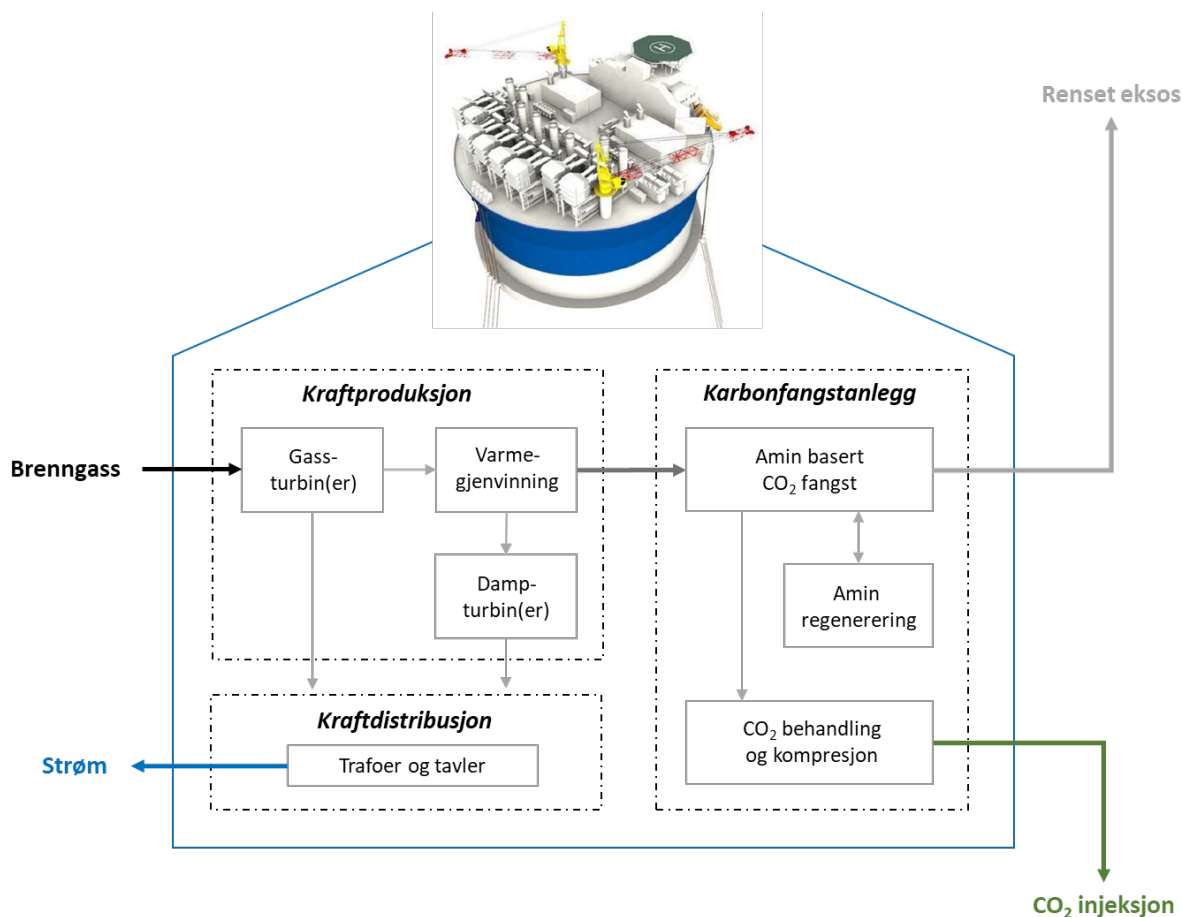 H
Renset eksos
Kraftproduksjon
Karbonfangstanlegg
Brenngass
Gass-
turbin(er)
Varme-
gjenvinning
Amin basert
CO₂ fangst
Damp-
turbin(er)
Amin
regenerering
Kraftdistribusjon
Strøm
Trafoer og tavler
CO₂ behandling
og kompresjon
CO₂ injeksjon